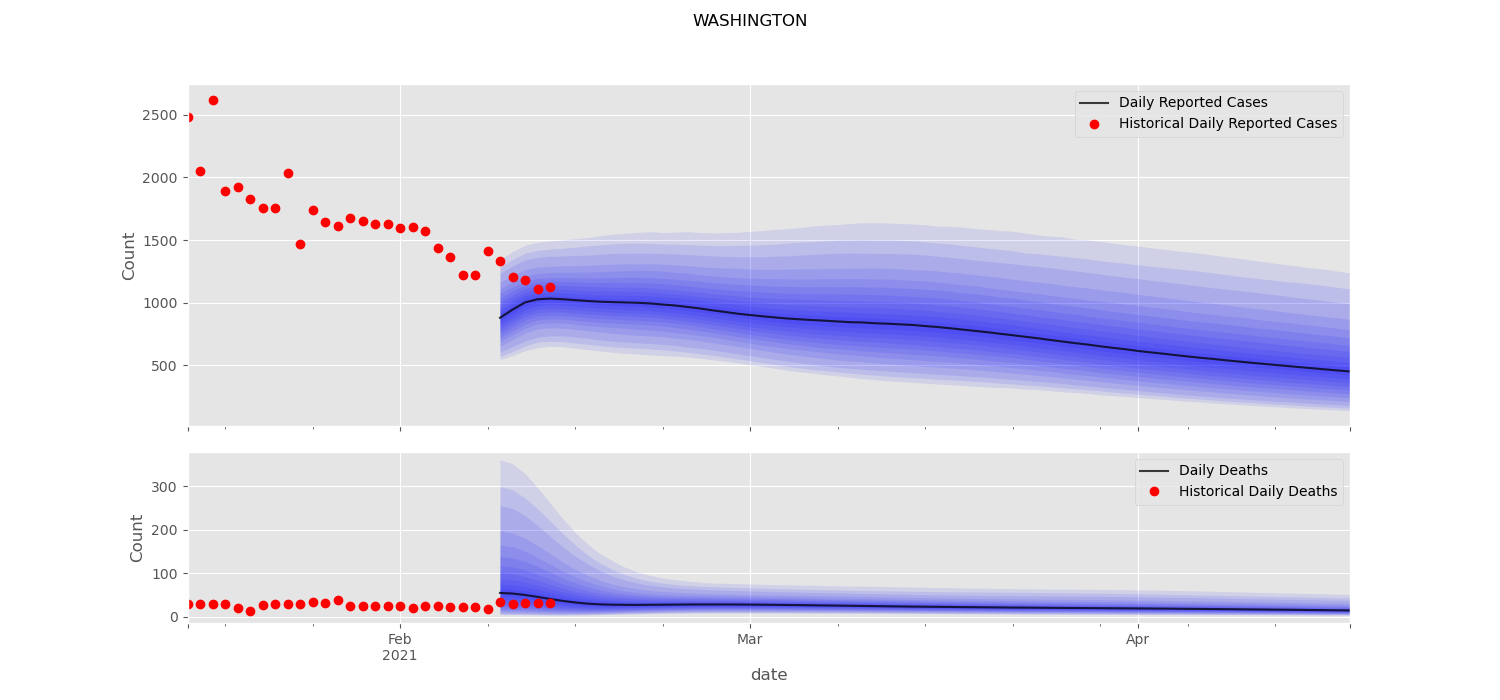 WASHINGTON
Count
2500
2000
1500
1000
500
Daily Reported Cases
Historical Daily Reported Cases
Count
300
200
100
0
Daily Deaths
Historical Daily Deaths
Feb
2021
Mar
Apr
date